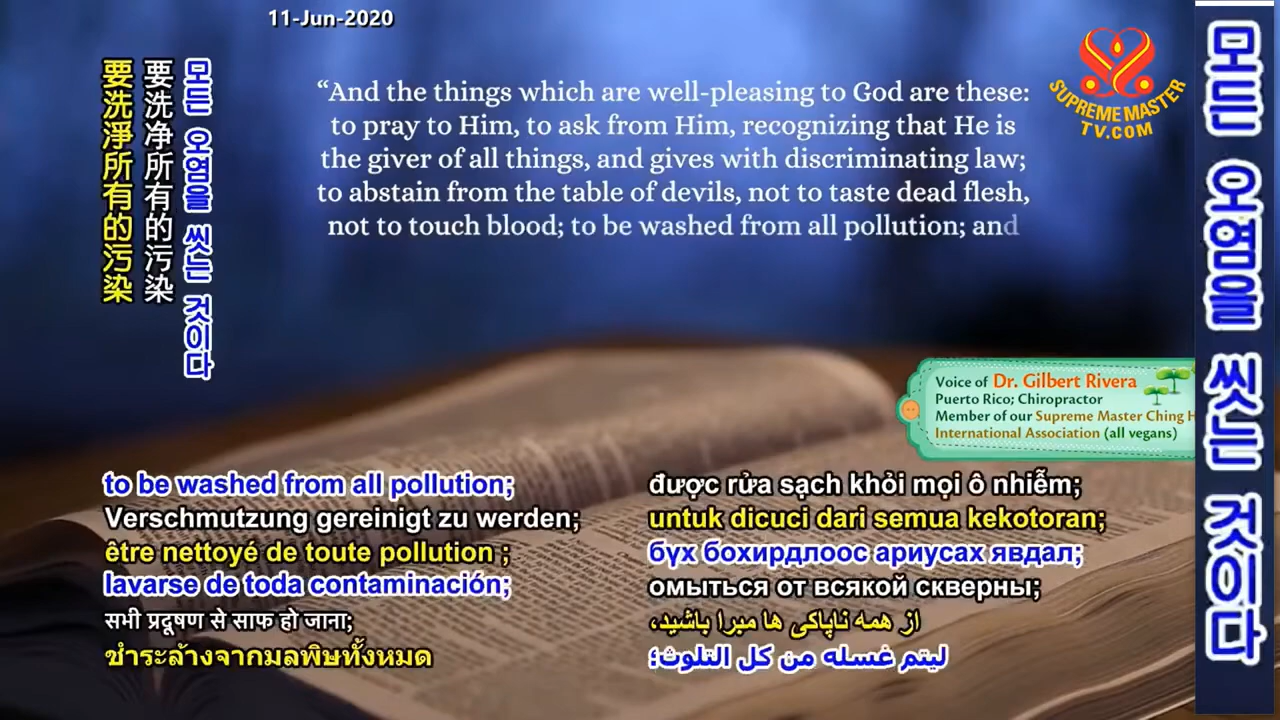 11-Jun-2020
要洗淨所有的污染
要洗净所有的污染
모든 오염을 씻는 것이다
“And the things which are well-pleasing to God are these:
to pray to Him, to ask from Him, recognizing that He is
the giver of all things, and gives with discriminating law;
to abstain from the table of devils, not to taste dead flesh,
not to touch blood; to be washed from all pollution; and
SUPREME MASTER
TV.COM
모든 오염을 씻는 것이다
Voice of Dr. Gilbert Rivera
Puerto Rico; Chiropractor
Member of our Supreme Master Ching H
International Association (all vegans)
to be washed from all pollution;
Verschmutzung gereinigt zu werden;
être nettoyé de toute pollution ;
lavarse de toda contaminación;
सभी प्रदूषण से साफ हो जाना;
ชำระล้างจากมลพิษทั้งหมด
được rửa sạch khỏi mọi ô nhiễm;
untuk dicuci dari semua kekotoran;
бүх бохирдлоос ариусах явдал;
омыться от всякой скверны;
از همه ناپاکی ها مبرا باشید،
ليتم غسله من كل التلوث؛